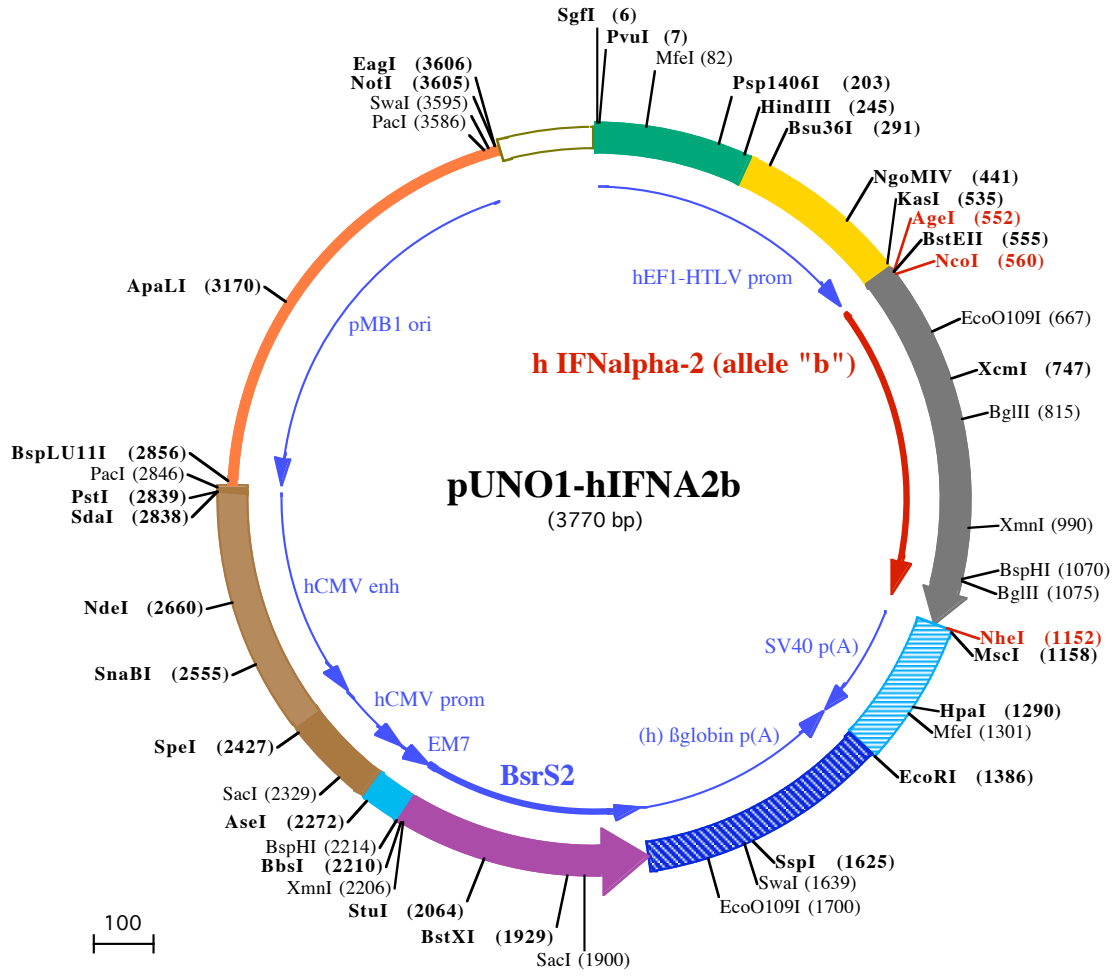 SgfI (6)
PvuI (7)
MfeI (82)
Psp1406I (203)
HindIII (245)
Bsu36I (291)
NgoMIV (441)
KasI (535)
AgeI (552)
BstEII (555)
NcoI (560)
EcoO109I (667)
XcmI (747)
BglII (815)
XmnI (990)
BspHI (1070)
BglII (1075)
NheI (1152)
MscI (1158)
HpaI (1290)
MfeI (1301)
EcoRI (1386)
SspI (1625)
SwaI (1639)
EcoO109I (1700)
SacI (1900)
BstXI (1929)
StuI (2064)
XmnI (2206)
BbsI (2210)
BspHI (2214)
AseI (2272)
SacI (2329)
SpeI (2427)
SnaBI (2555)
NdeI (2660)
SdaI (2838)
PstI (2839)
PacI (2846)
BspLU11I (2856)
ApaLI (3170)
PacI (3586)
SwaI (3595)
NotI (3605)
EagI (3606)
hEF1-HTLV prom
pMB1 ori
h IFNalpha-2 (allele "b")
pUNO1-hIFNA2b
(3770 bp)
hCMV enh
SV40 p(A)
hCMV prom
(h) ßglobin p(A)
EM7
BsrS2
100